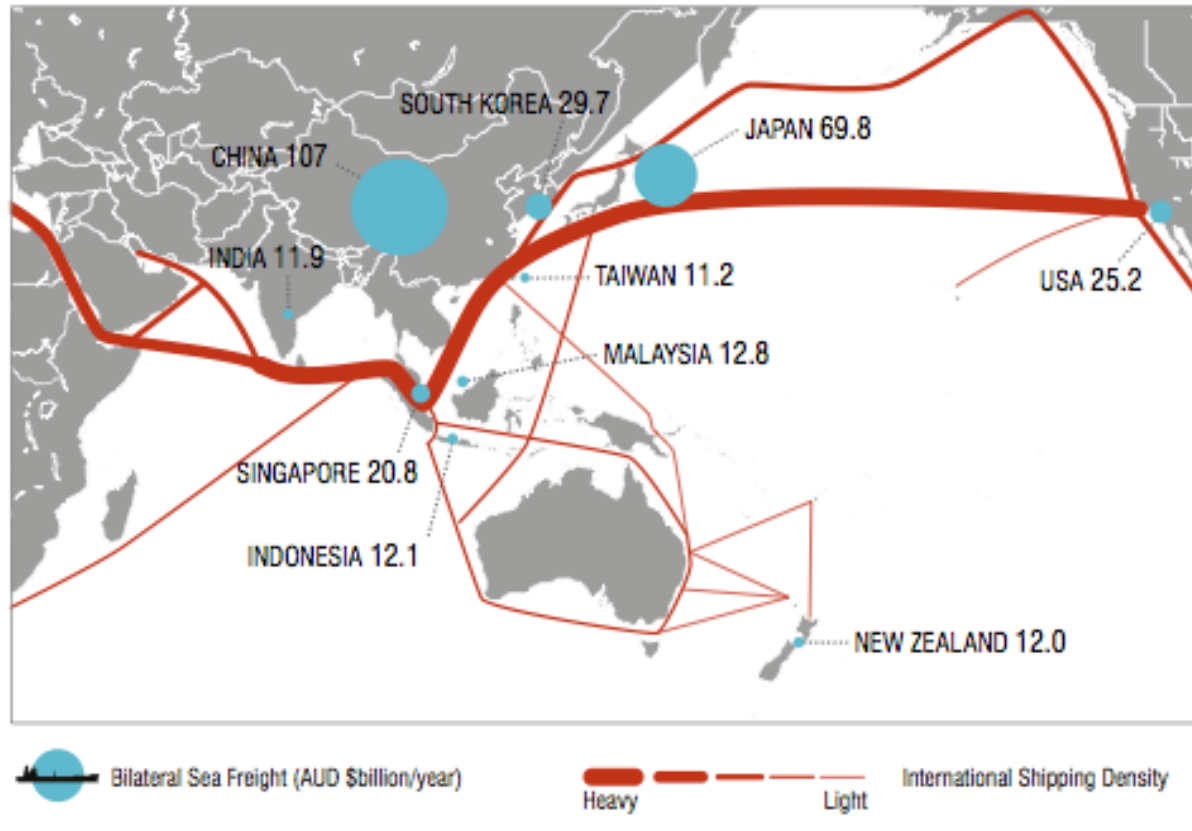 SOUTH KOREA 29.7
JAPAN 69.8
CHINA 107
INDIA 11.9
TAIWAN 11.2
USA 25.2
MALAYSIA 12.8
SINGAPORE 20.8
INDONESIA 12.1
NEW ZEALAND 12.0
Bilateral Sea Freight (AUD $billion/year)
International Shipping Density
Heavy
Light